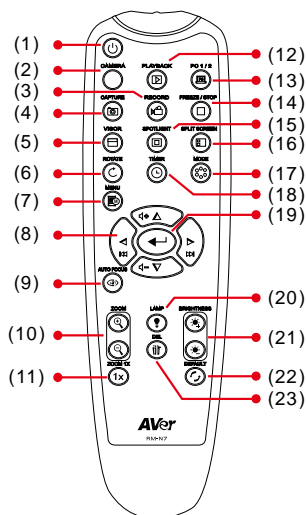 (1)
(2) CAMERA PLAYBACK PC 1 / 2 (12)
(3) (13)
CAPTURE RECORD FREEZE / STOP (14)
(4) (15)
VISOR SPOTLIGHT SPLIT SCREEN
(5) (16)
ROTATE TIMER MODE (17)
(6) (18)
MENU
(7) (19)
(8)
AUTO FOCUS
(9)
(20)
ZOOM LAMP BRIGHTNESS
(10) DEL (21)
ZOOM 1X DEFAULT
(11) 1x (22)
(23)
AVer
RM-N7